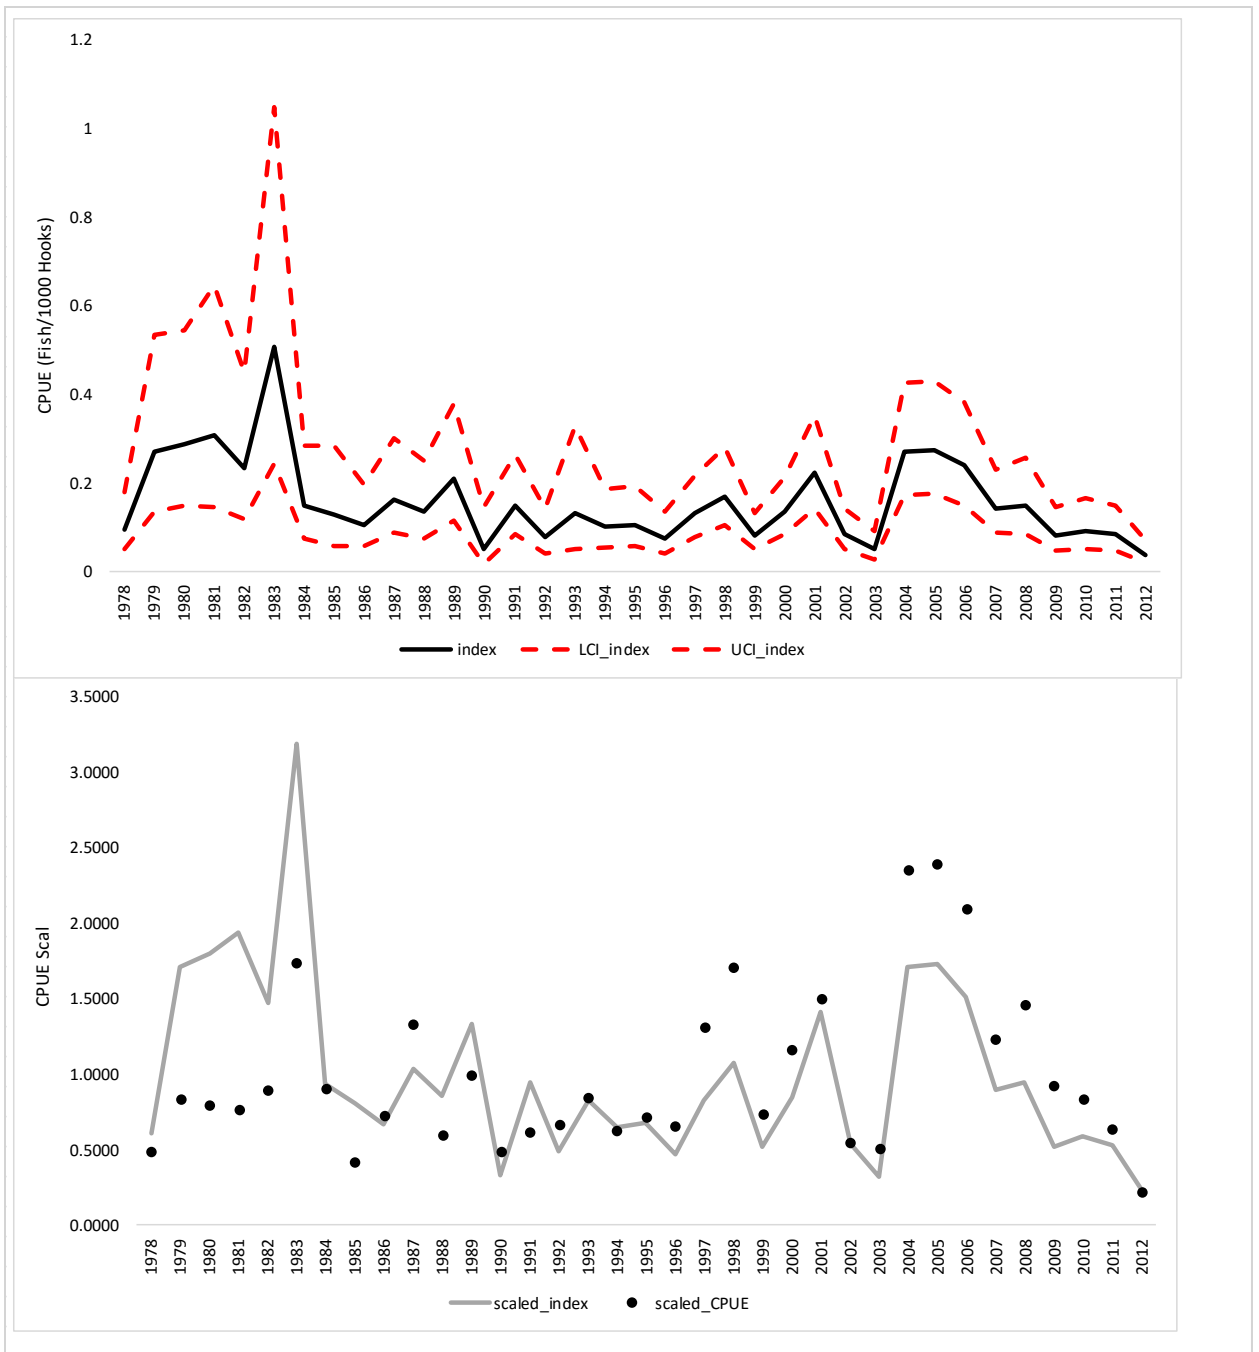 1.2
1
0.8
0.6
0.4
0.2
0
CPUE (Fish/1000 Hooks)
1978 1979 1980 1981 1982 1983 1984 1985 1986 1987 1988 1989 1990 1991 1992 1993 1994 1995 1996 1997 1998 1999 2000 2001 2002 2003 2004 2005 2006 2007 2008 2009 2010 2011 2012
index LCI_index UCI_index
3.5000
3.0000
2.5000
2.0000
1.5000
1.0000
0.5000
0.0000
CPUE Scal
1978 1979 1980 1981 1982 1983 1984 1985 1986 1987 1988 1989 1990 1991 1992 1993 1994 1995 1996 1997 1998 1999 2000 2001 2002 2003 2004 2005 2006 2007 2008 2009 2010 2011 2012
scaled_index scaled_CPUE